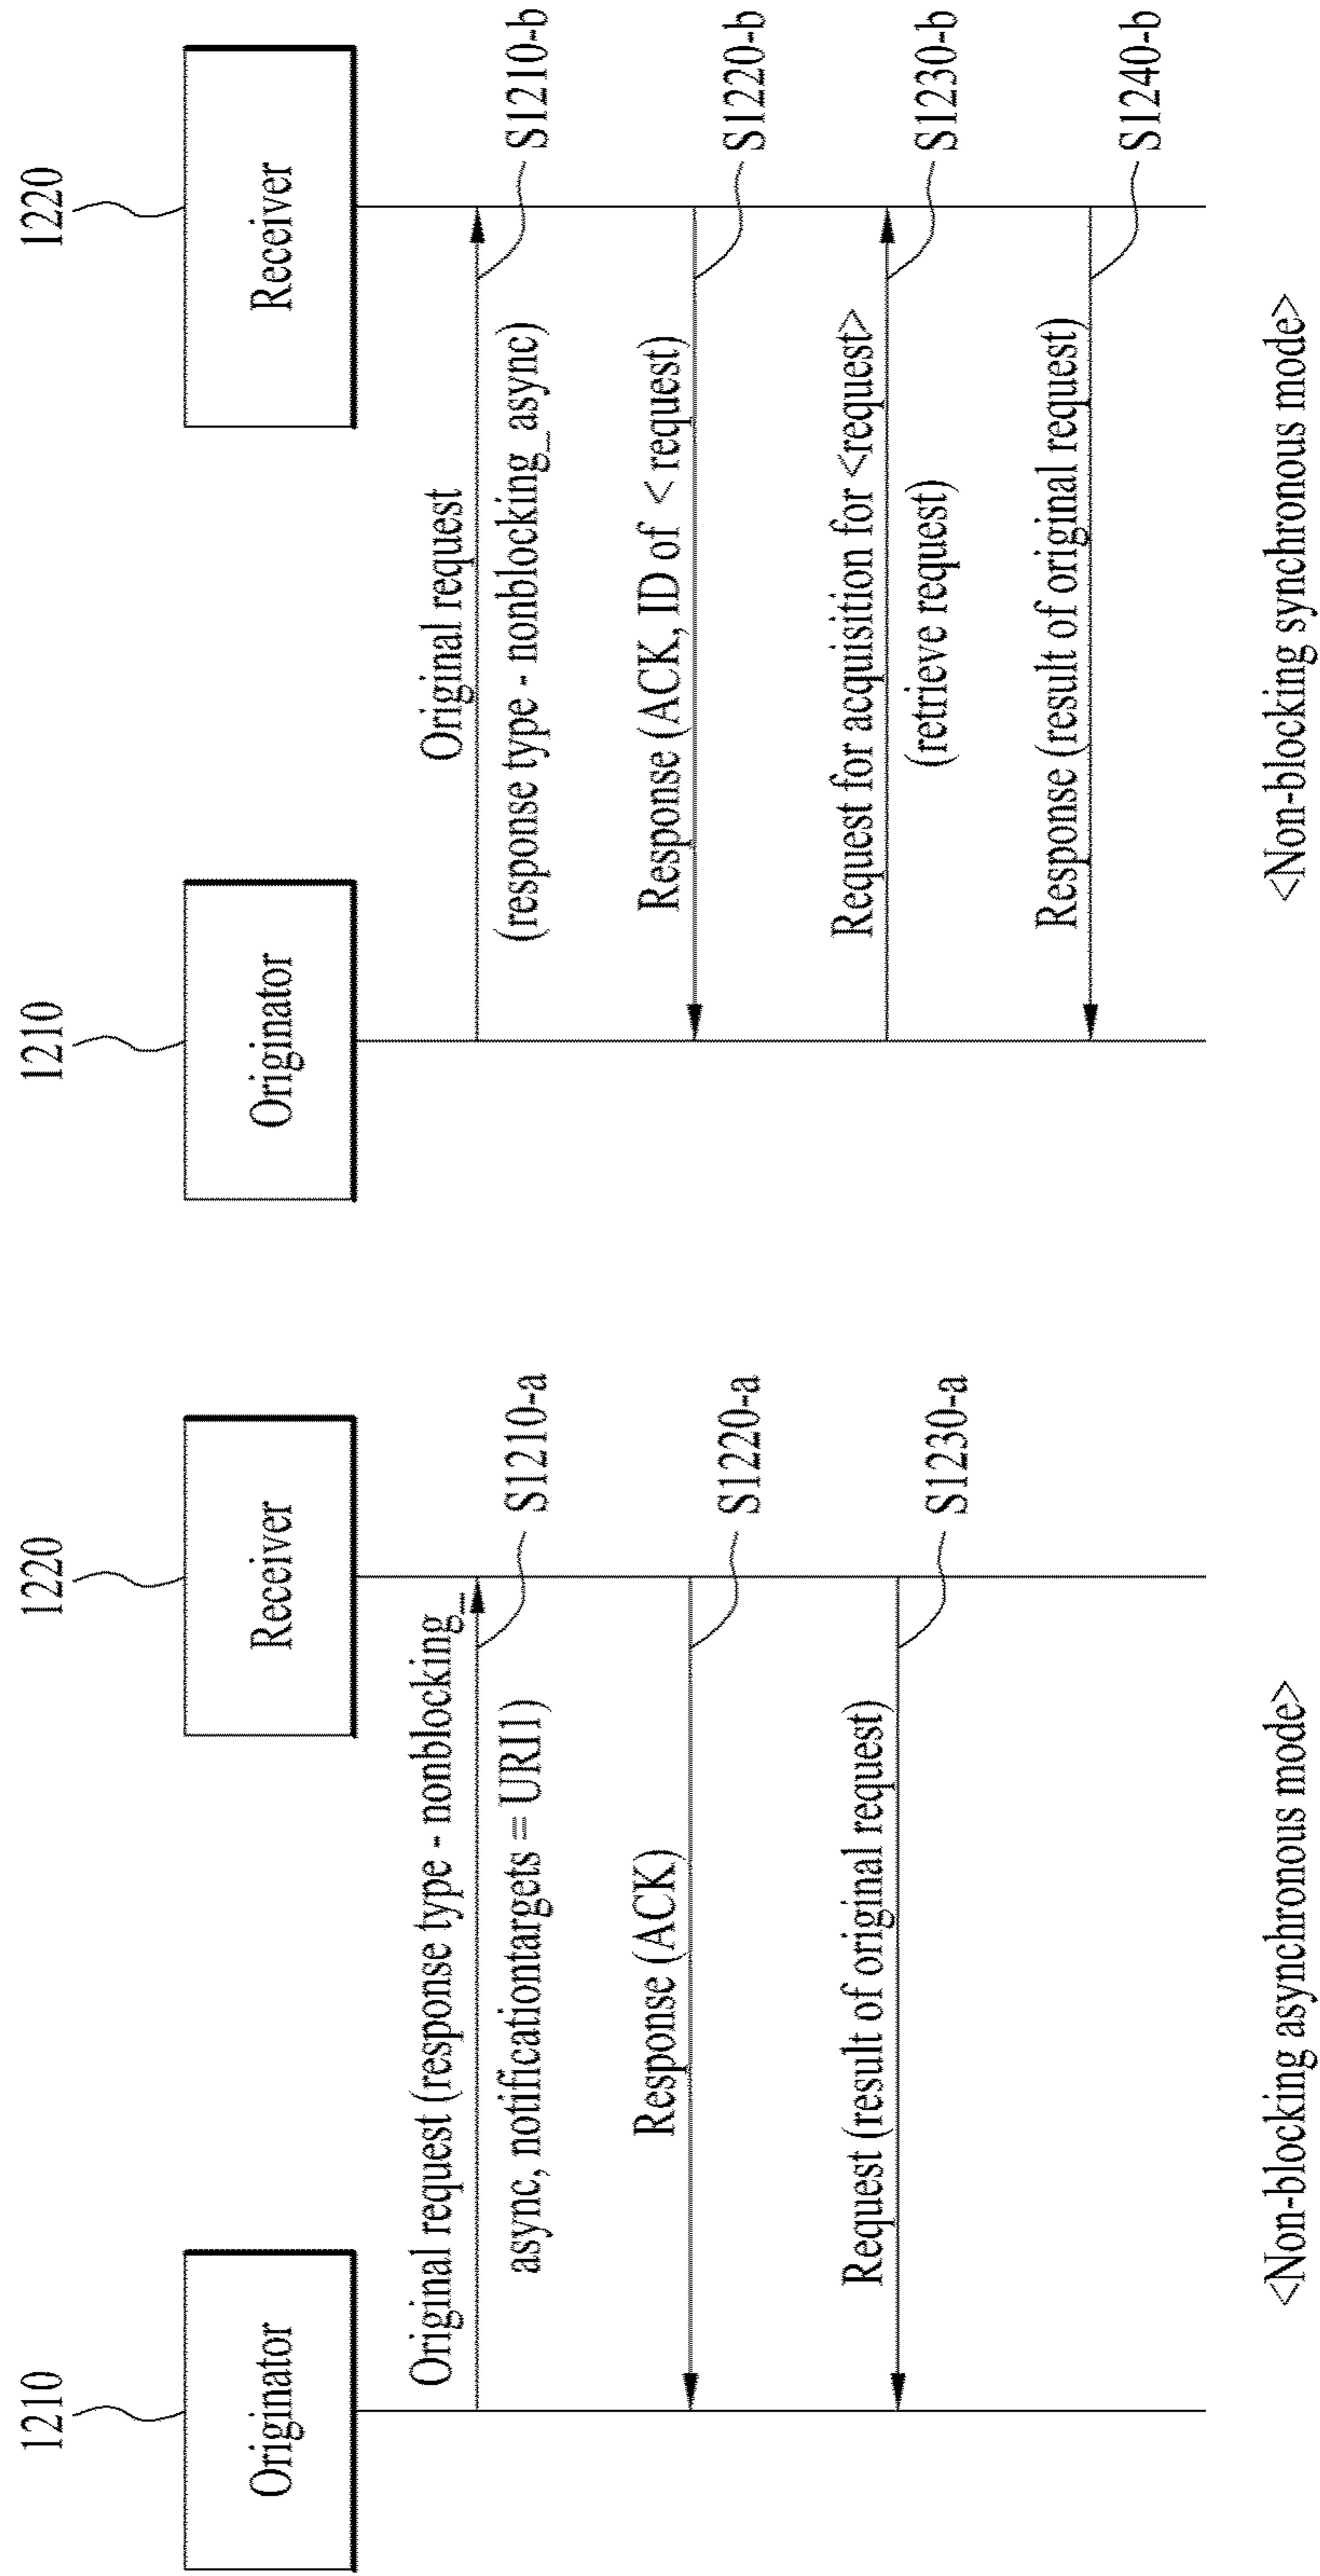 1210
1220
Originator
Receiver
Original request (response type - nonblocking_
async, notificationtargets = URI1)
S1210-a
Response (ACK)
S1220-a
Request (result of original request)
S1230-a
<Non-blocking asynchronous mode>
1210
1220
Originator
Receiver
Original request
(response type - nonblocking_async)
S1210-b
Response (ACK, ID of < request)
S1220-b
Request for acquisition for <request>
(retrieve request)
S1230-b
Response (result of original request)
S1240-b
<Non-blocking synchronous mode>